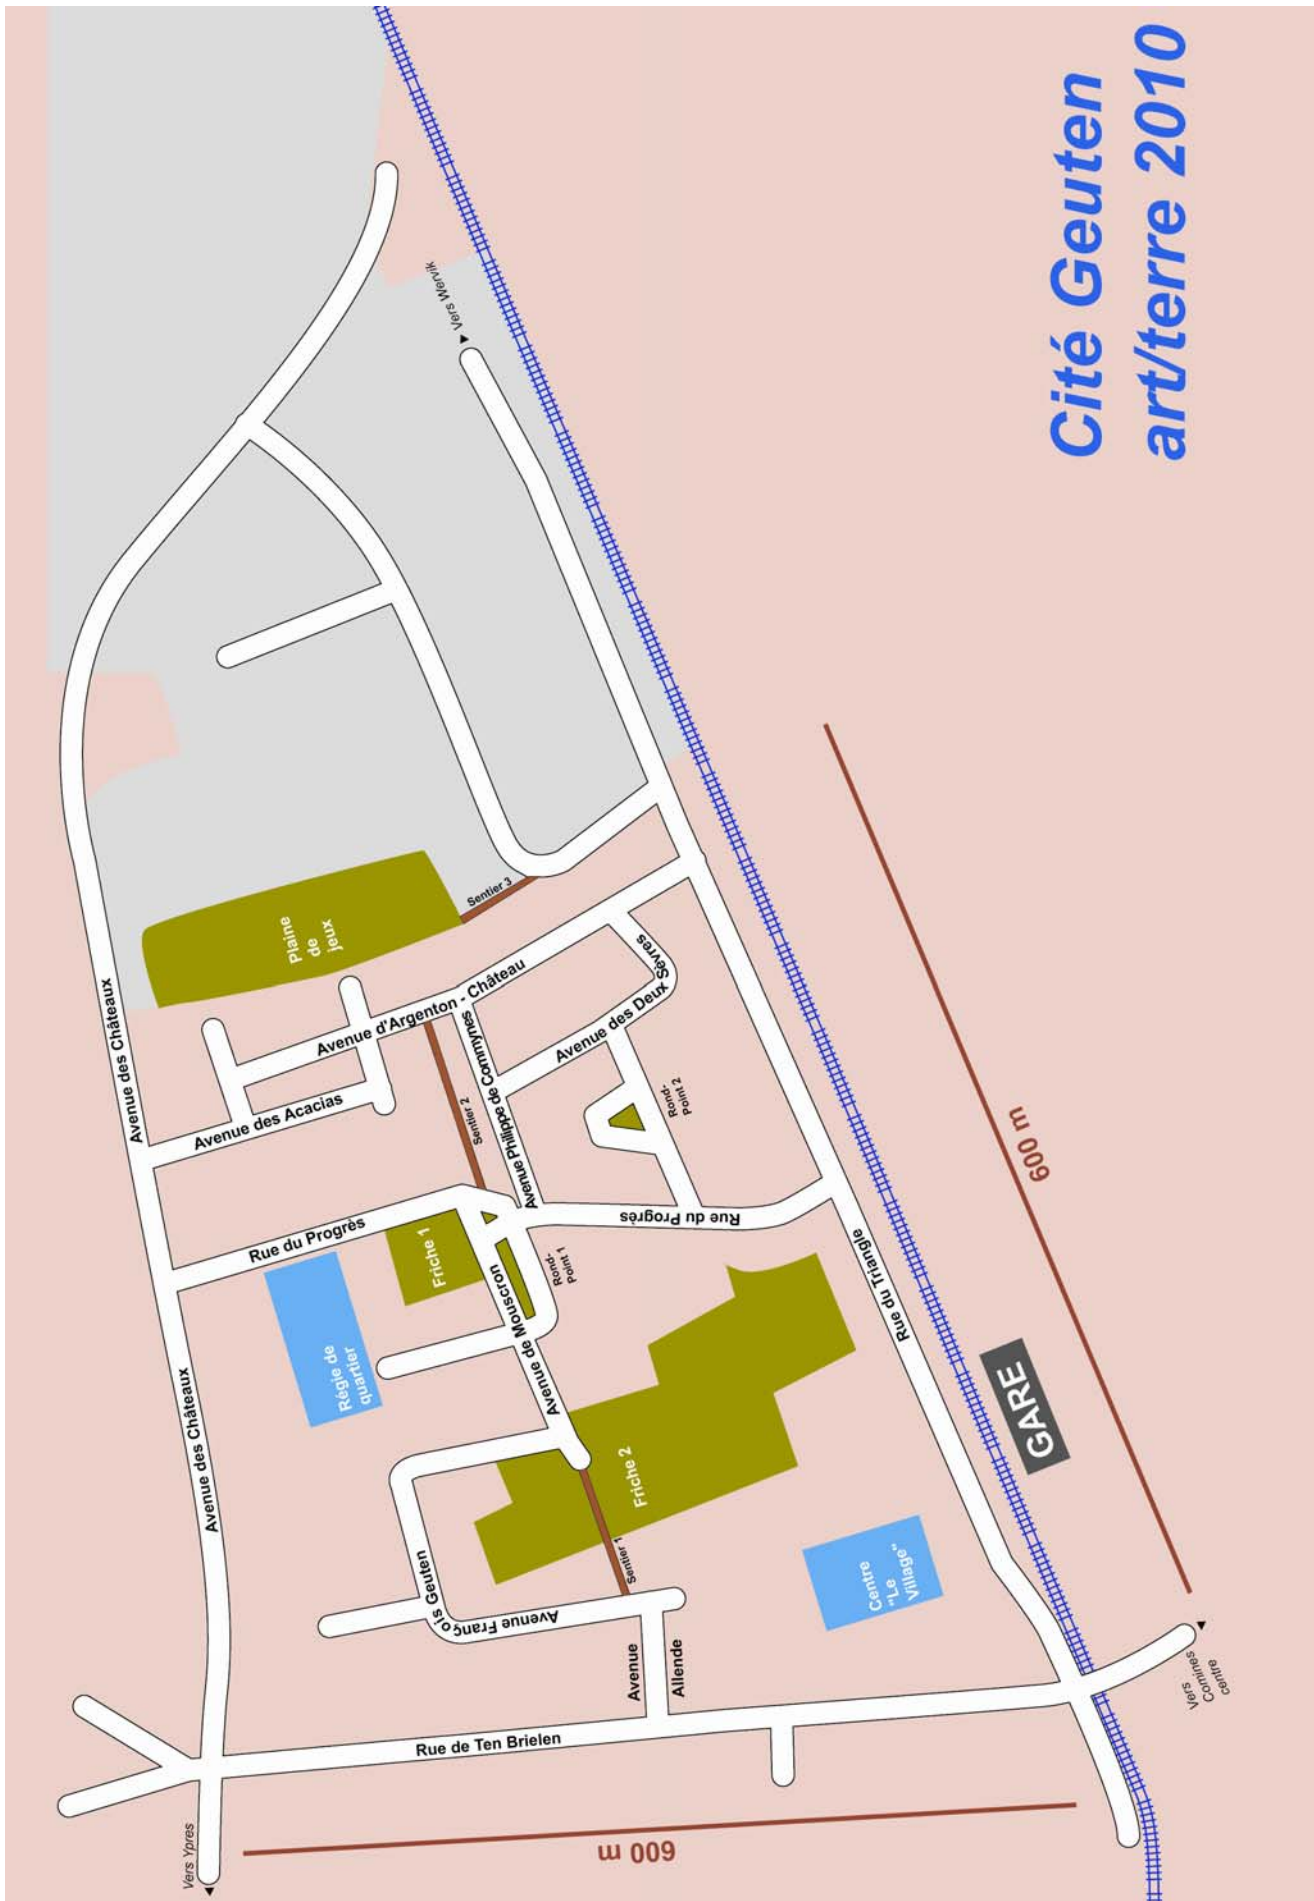 Cité Geuten
art/terre 2010
Vers Wervik
Avenue des Châteaux
Plaine
de
jeux
Sentier 3
Avenue d'Argenton - Château
Avenue des Acacias
Sentier 2
Avenue Philippe de Commynes
Avenue des Deux Sèvres
Rond-
Point 2
Rue du Progrès
Rue du Progrès
Friche 1
Rond-
Point 1
Régie de
quartier
Avenue de Mouscron
Avenue des Châteaux
Rue du Triangle
600 m
GARE
Friche 2
Sentier 1
Centre
"Le
Village"
Avenue François Geuten
Avenue
Allende
Rue de Ten Brielen
Vers
Comines
centre
Vers Ypres
600 m